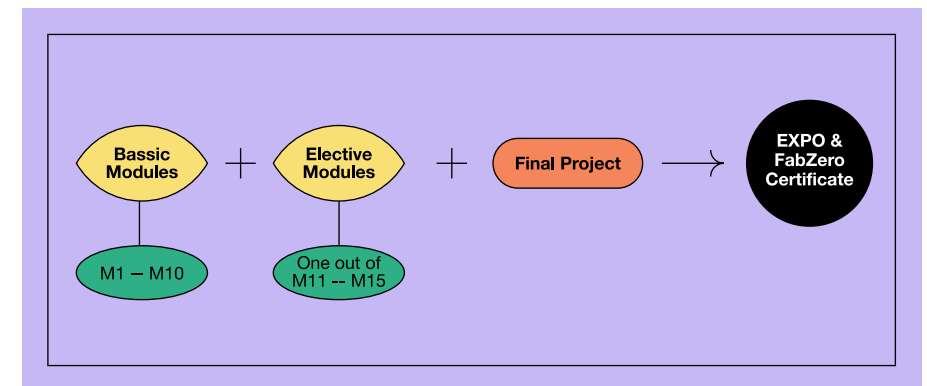 Bassic
Modules
+
Elective
Modules
+
Final Project
EXPO &
FabZero
Certificate
M1 – M10
One out of
M11 -- M15